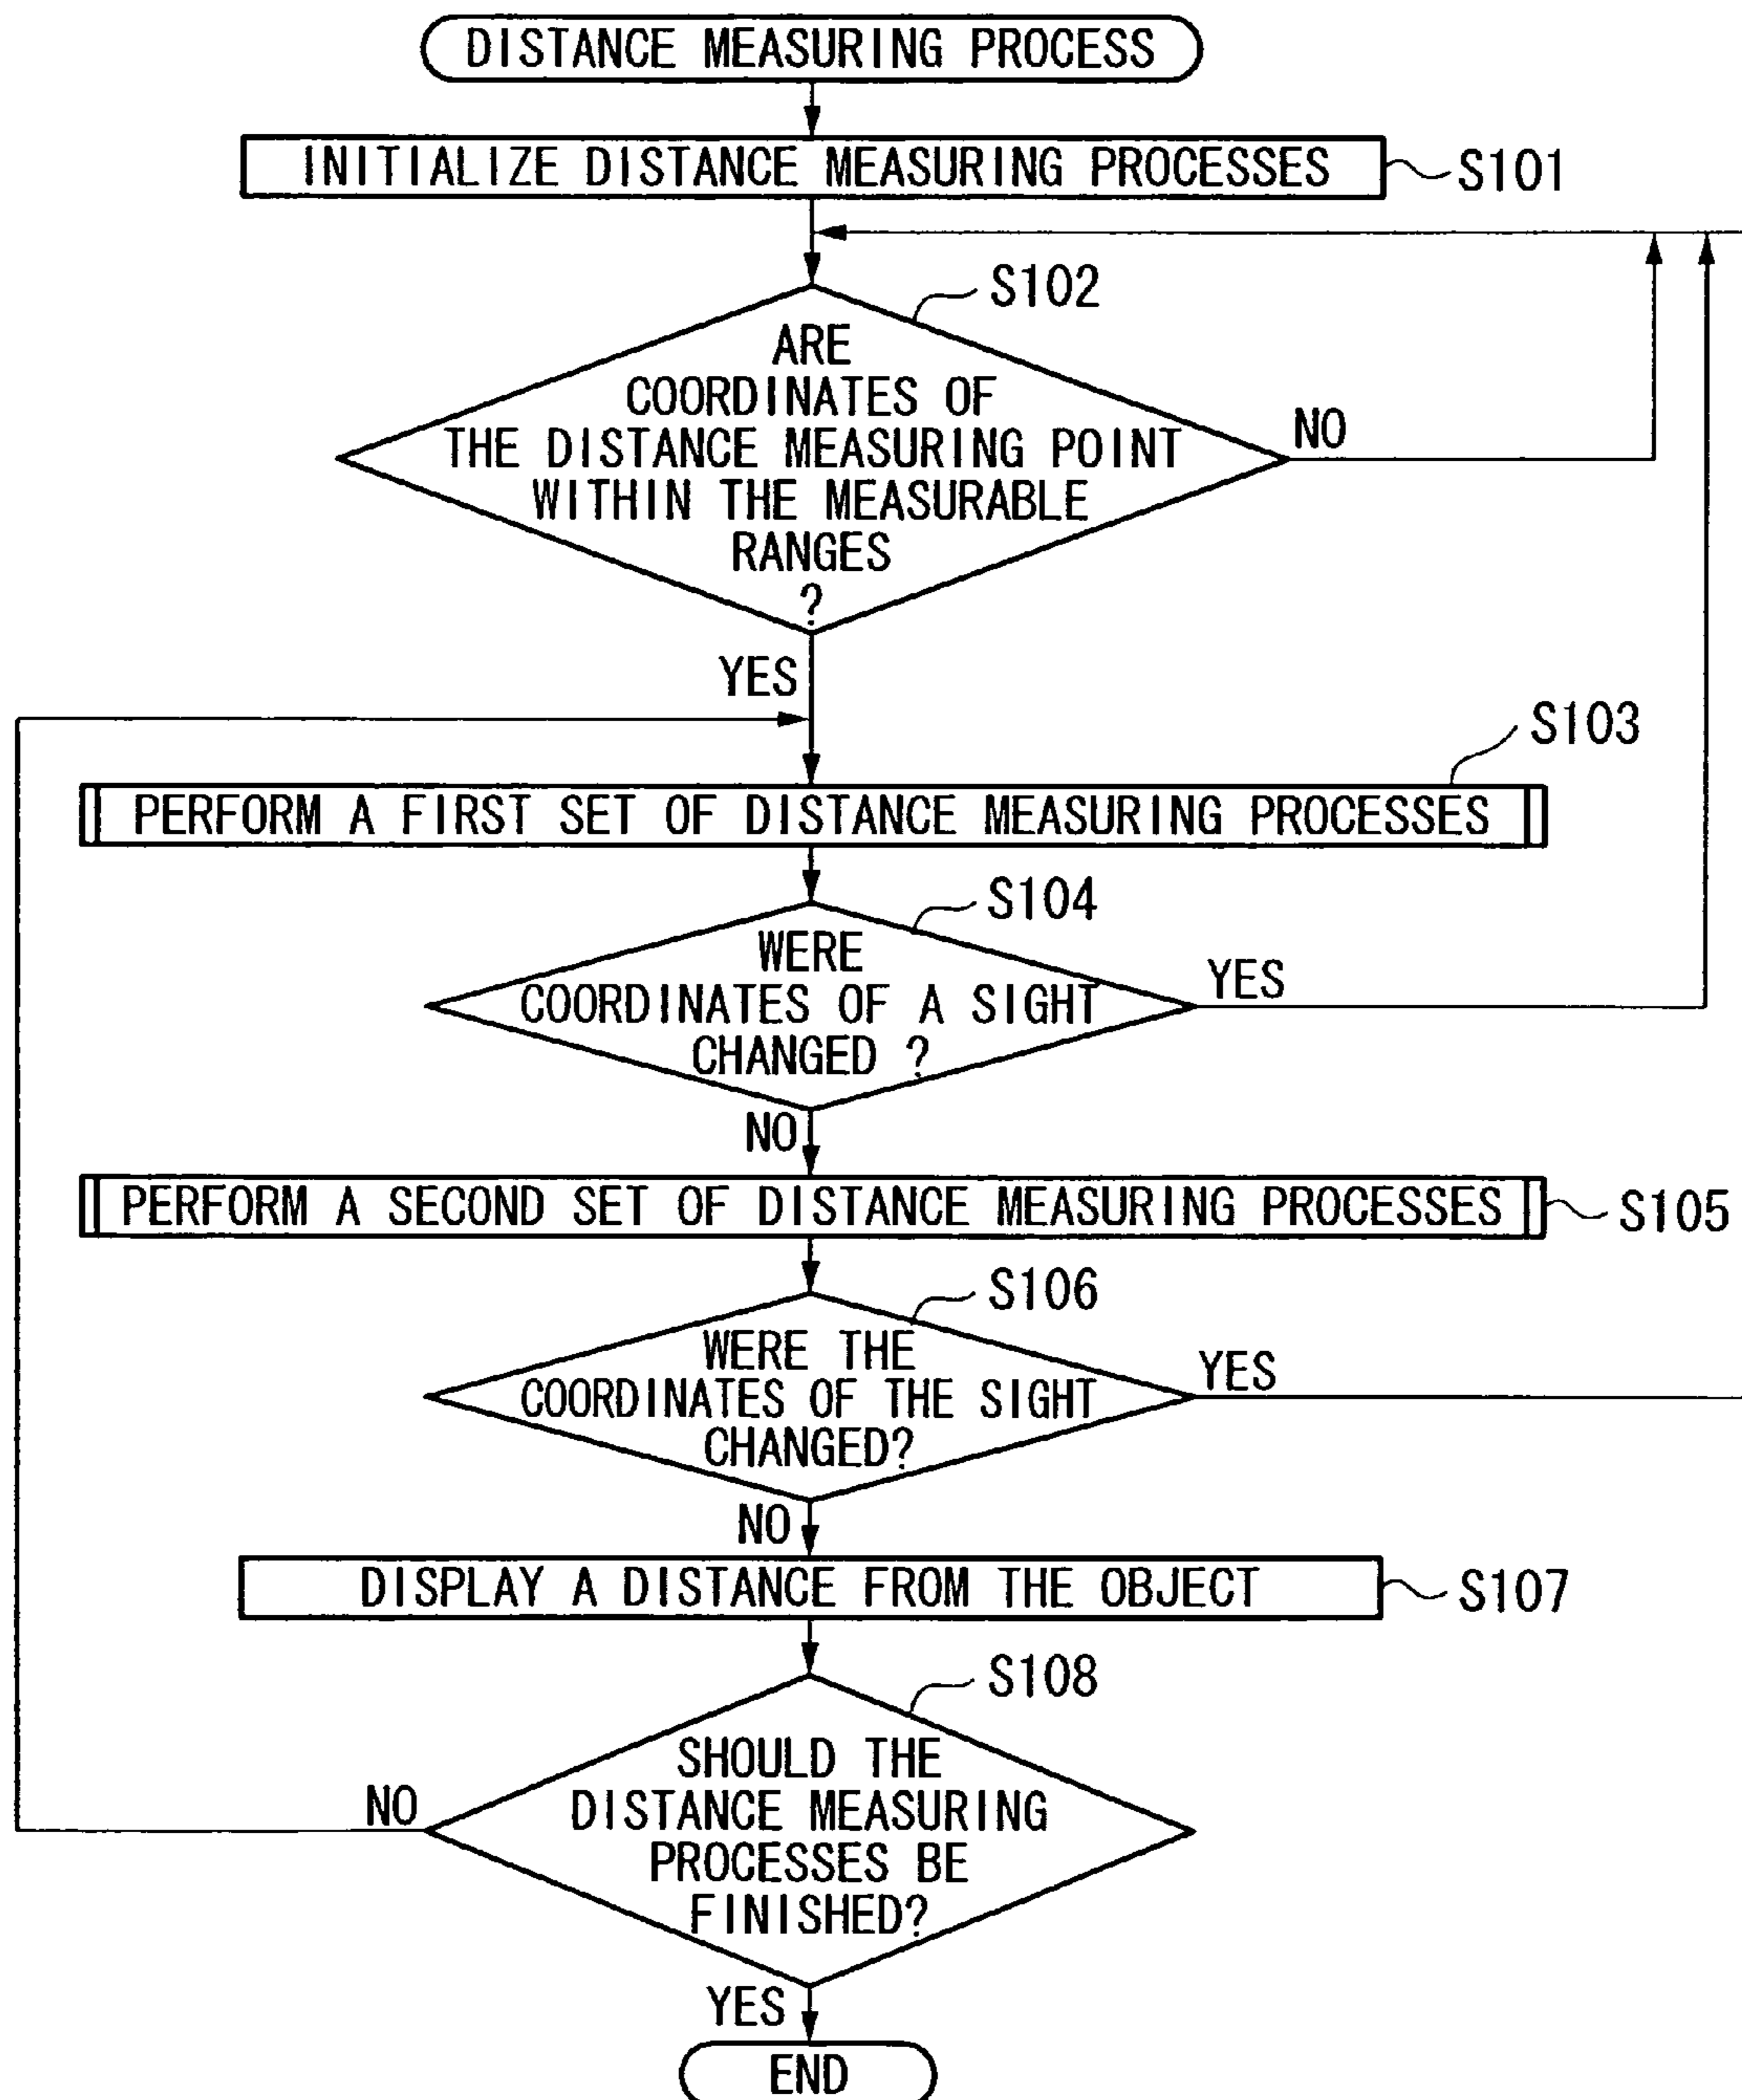 DISTANCE MEASURING PROCESS
INITIALIZE DISTANCE MEASURING PROCESSES
S101
S102
ARE
COORDINATES OF
THE DISTANCE MEASURING POINT
WITHIN THE MEASURABLE
RANGES
?
NO
YES
S103
PERFORM A FIRST SET OF DISTANCE MEASURING PROCESSES
S104
WERE
COORDINATES OF A SIGHT
CHANGED ?
YES
NO
PERFORM A SECOND SET OF DISTANCE MEASURING PROCESSES
S105
S106
WERE THE
COORDINATES OF THE SIGHT
CHANGED?
YES
NO
DISPLAY A DISTANCE FROM THE OBJECT
S107
S108
SHOULD THE
DISTANCE MEASURING
PROCESSES BE
FINISHED?
NO
YES
END